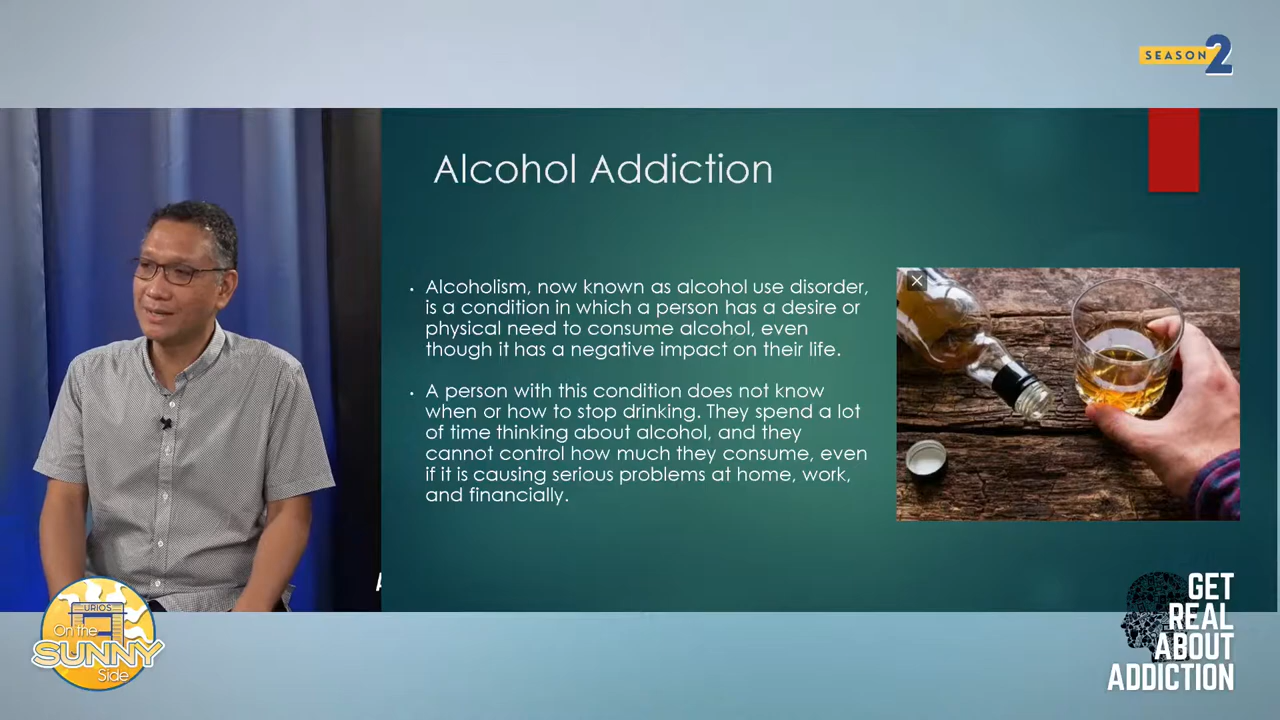 SEASON 2
Alcohol Addiction
• Alcoholism, now known as alcohol use disorder,
is a condition in which a person has a desire or
physical need to consume alcohol, even
though it has a negative impact on their life.
• A person with this condition does not know
when or how to stop drinking. They spend a lot
of time thinking about alcohol, and they
cannot control how much they consume, even
if it is causing serious problems at home, work,
and financially.
A
URIOS
On the
SUNNY
Side
GET
REAL
ABOUT
ADDICTION